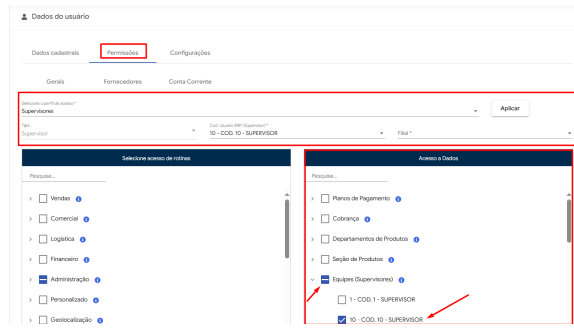 Dados do usuário
Dados cadastrais Permissões Configurações
Gerais Fornecedores Conta Corrente
Selecione o perfil de acesso *
Supervisores
Aplicar
Tipo
Supervisor
Cod. Usuário ERP (Supervisor) *
10 - COD. 10 - SUPERVISOR
Filial *
Selecione acesso de rotinas
Pesquise...
Vendas
Comercial
Logística
Financeiro
Administração
Personalizado
Geolocalização
Acesso a Dados
Pesquise...
Planos de Pagamento
Cobrança
Departamentos de Produtos
Seção de Produtos
Equipes (Supervisores)
1 - COD. 1 - SUPERVISOR
10 - COD. 10 - SUPERVISOR